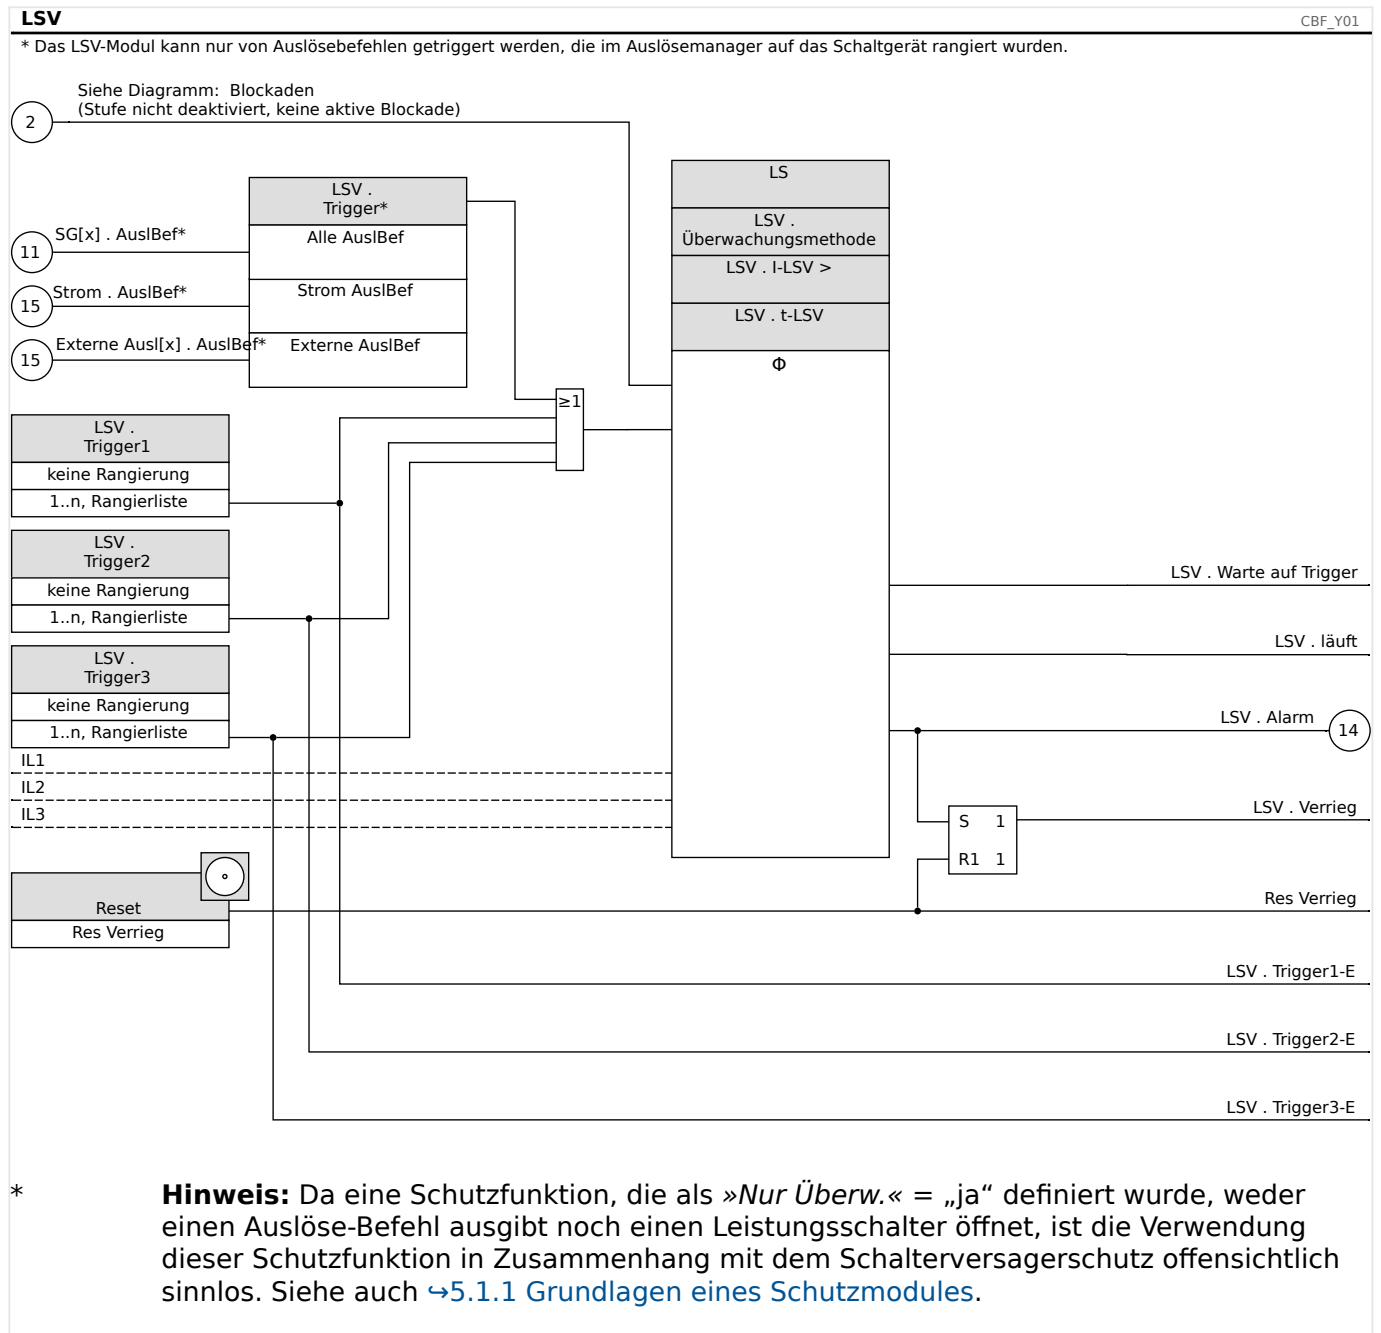 LSV
CBF_Y01
* Das LSV-Modul kann nur von Auslösebefehlen getriggert werden, die im Auslösemanager auf das Schaltgerät rangiert wurden.
Siehe Diagramm: Blockaden
(Stufe nicht deaktiviert, keine aktive Blockade)
2
LS
LSV .
Überwachungsmethode
LSV . I-LSV >
LSV . t-LSV
Φ
LSV .
Trigger*
Alle AuslBef
Strom AuslBef
Externe AuslBef
SG[x] . AuslBef*
11
Strom . AuslBef*
15
Externe Ausl[x] . AuslBef*
15
≥1
LSV .
Trigger1
keine Rangierung
1..n, Rangierliste
LSV .
Trigger2
keine Rangierung
1..n, Rangierliste
LSV .
Trigger3
keine Rangierung
1..n, Rangierliste
IL1
IL2
IL3
LSV . Warte auf Trigger
LSV . läuft
LSV . Alarm
14
S 1
R1 1
LSV . Verrieg
Reset
Res Verrieg
Res Verrieg
LSV . Trigger1-E
LSV . Trigger2-E
LSV . Trigger3-E
* Hinweis: Da eine Schutzfunktion, die als »Nur Überw.« = „ja“ definiert wurde, weder
einen Auslöse-Befehl ausgibt noch einen Leistungsschalter öffnet, ist die Verwendung
dieser Schutzfunktion in Zusammenhang mit dem Schalterversagerschutz offensichtlich
sinnlos. Siehe auch ↪5.1.1 Grundlagen eines Schutzmodules.